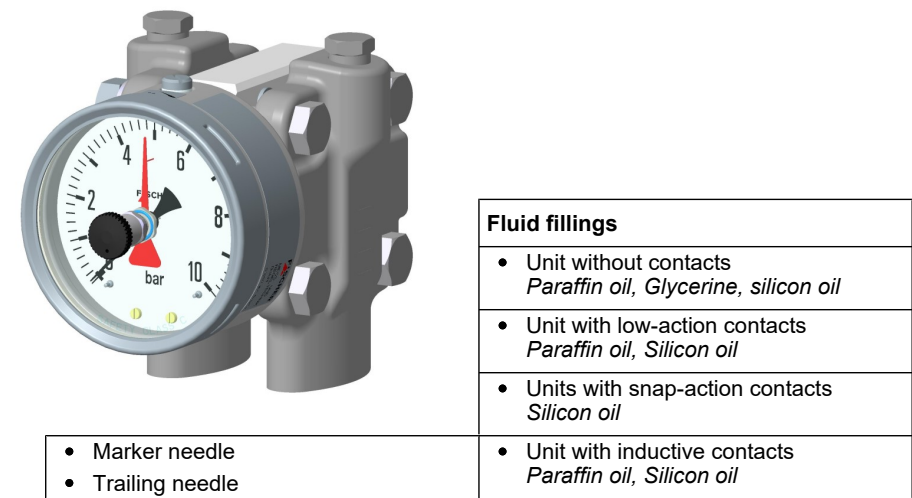 2
4
6
8
10
bar
Fluid fillings
• Unit without contacts
Paraffin oil, Glycerine, silicon oil
• Unit with low-action contacts
Paraffin oil, Silicon oil
• Units with snap-action contacts
Silicon oil
• Marker needle
• Trailing needle
• Unit with inductive contacts
Paraffin oil, Silicon oil